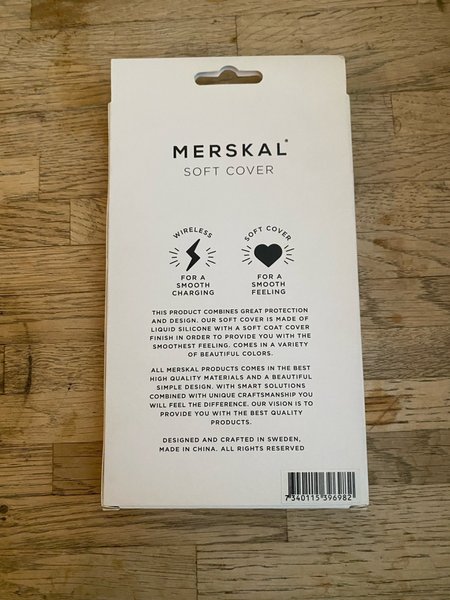 MERSKAL®
SOFT COVER
WIRELESS
FOR A
SMOOTH
CHARGING
SOFT COVER
FOR A
SMOOTH
FEELING
THIS PRODUCT COMBINES GREAT PROTECTION
AND DESIGN. OUR SOFT COVER IS MADE OF
LIQUID SILICONE WITH A SOFT COAT COVER
FINISH IN ORDER TO PROVIDE YOU WITH THE
SMOOTHEST FEELING. COMES IN A VARIETY
OF BEAUTIFUL COLORS.
ALL MERSKAL PRODUCTS COMES IN THE BEST
HIGH QUALITY MATERIALS AND A BEAUTIFUL
SIMPLE DESIGN. WITH SMART SOLUTIONS
COMBINED WITH UNIQUE CRAFTSMANSHIP YOU
WILL FEEL THE DIFFERENCE. OUR VISION IS TO
PROVIDE YOU WITH THE BEST QUALITY
PRODUCTS.
DESIGNED AND CRAFTED IN SWEDEN,
MADE IN CHINA. ALL RIGHTS RESERVED
7 340115 396982